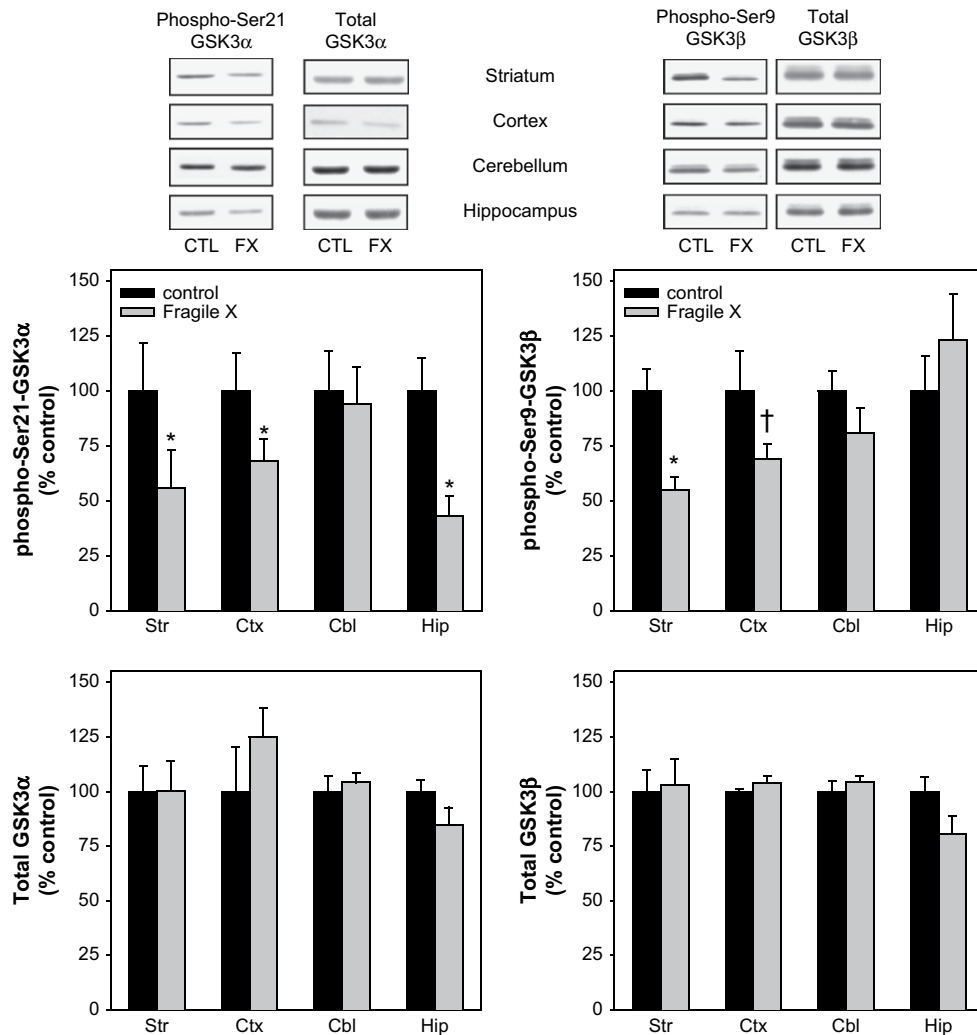 Phospho-Ser21
GSK3α
Total
GSK3α
Phospho-Ser9
GSK3β
Total
GSK3β
Striatum
Cortex
Cerebellum
Hippocampus
CTL FX
CTL FX
phospho-Ser21-GSK3α
(% control)
150
125
100
75
50
25
0
control
Fragile X
*
*
*
Str Ctx Cbl Hip
phospho-Ser9-GSK3β
(% control)
150
125
100
75
50
25
0
control
Fragile X
*
†
Str Ctx Cbl Hip
Total GSK3α
(% control)
150
125
100
75
50
25
0
Str Ctx Cbl Hip
Total GSK3β
(% control)
150
125
100
75
50
25
0
Str Ctx Cbl Hip